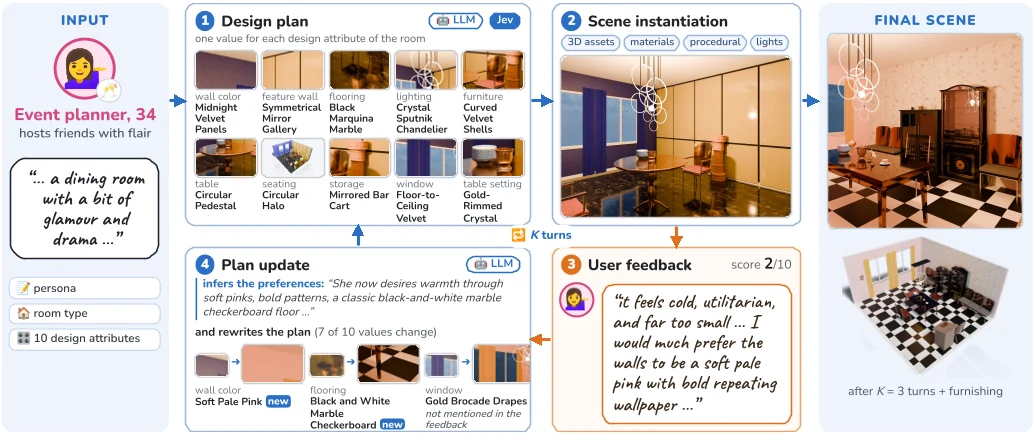 INPUT
Event planner, 34
hosts friends with flair
“... a dining room
with a bit of
glamour and
drama ...”
persona
room type
10 design attributes
1 Design plan
LLM
Jev
one value for each design attribute of the room
wall color
Midnight
Velvet
Panels
feature wall
Symmetrical
Mirror
Gallery
flooring
Black
Marquina
Marble
lighting
Crystal
Sputnik
Chandelier
furniture
Curved
Velvet
Shells
table
Circular
Pedestal
seating
Circular
Halo
storage
Mirrored Bar
Cart
window
Floor-to-
Ceiling
Velvet
table setting
Gold-
Rimmed
Crystal
2 Scene instantiation
3D assets
materials
procedural
lights
K turns
3 User feedback
score 2/10
“it feels cold, utilitarian,
and far too small ... I
would much prefer the
walls to be a soft pale
pink with bold repeating
wallpaper ...”
4 Plan update
LLM
infers the preferences: “She now desires warmth through
soft pinks, bold patterns, a classic black-and-white marble
checkerboard floor ...”
and rewrites the plan (7 of 10 values change)
wall color
Soft Pale Pink new
flooring
Black and White
Marble
Checkerboard new
window
Gold Brocade Drapes
not mentioned in the
feedback
FINAL SCENE
after K = 3 turns + furnishing